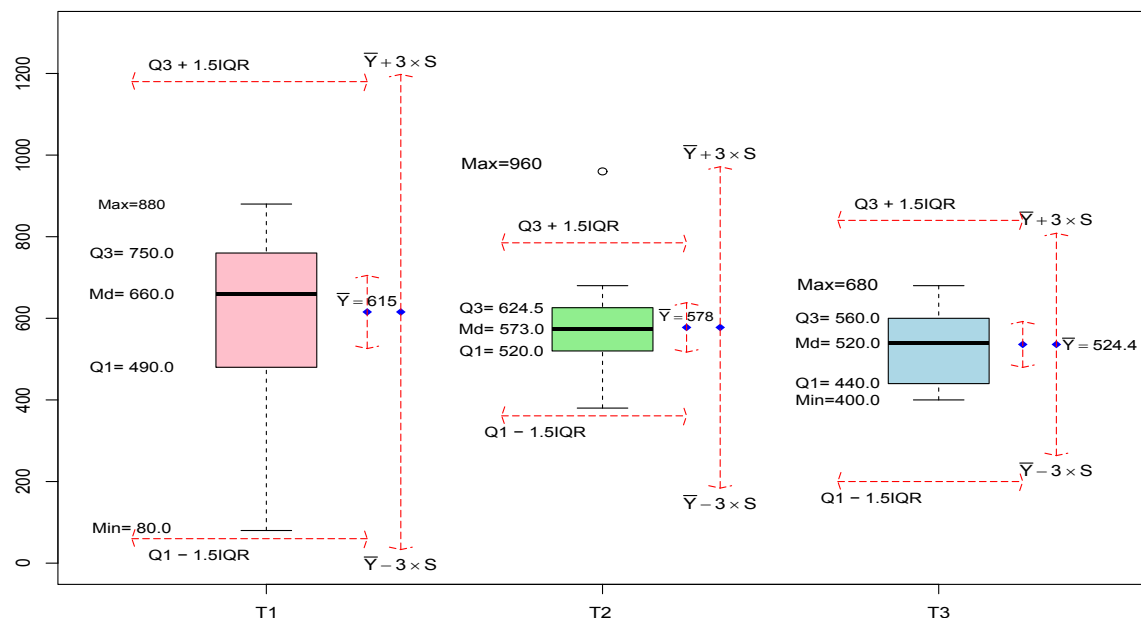 1200
1000
800
600
400
200
0
Q3 + 1.5IQR
Y̅ + 3 × S
Max=880
Q3= 750.0
Md= 660.0
Y̅ = 615
Q1= 490.0
Min= 80.0
Q1 − 1.5IQR
Y̅ − 3 × S
T1
Max=960
Y̅ + 3 × S
Q3 + 1.5IQR
Q3= 624.5
Md= 573.0
Y̅ = 578
Q1= 520.0
Q1 − 1.5IQR
Y̅ − 3 × S
T2
Q3 + 1.5IQR
Y̅ + 3 × S
Max=680
Q3= 560.0
Md= 520.0
Y̅ = 524.4
Q1= 440.0
Min=400.0
Q1 − 1.5IQR
Y̅ − 3 × S
T3